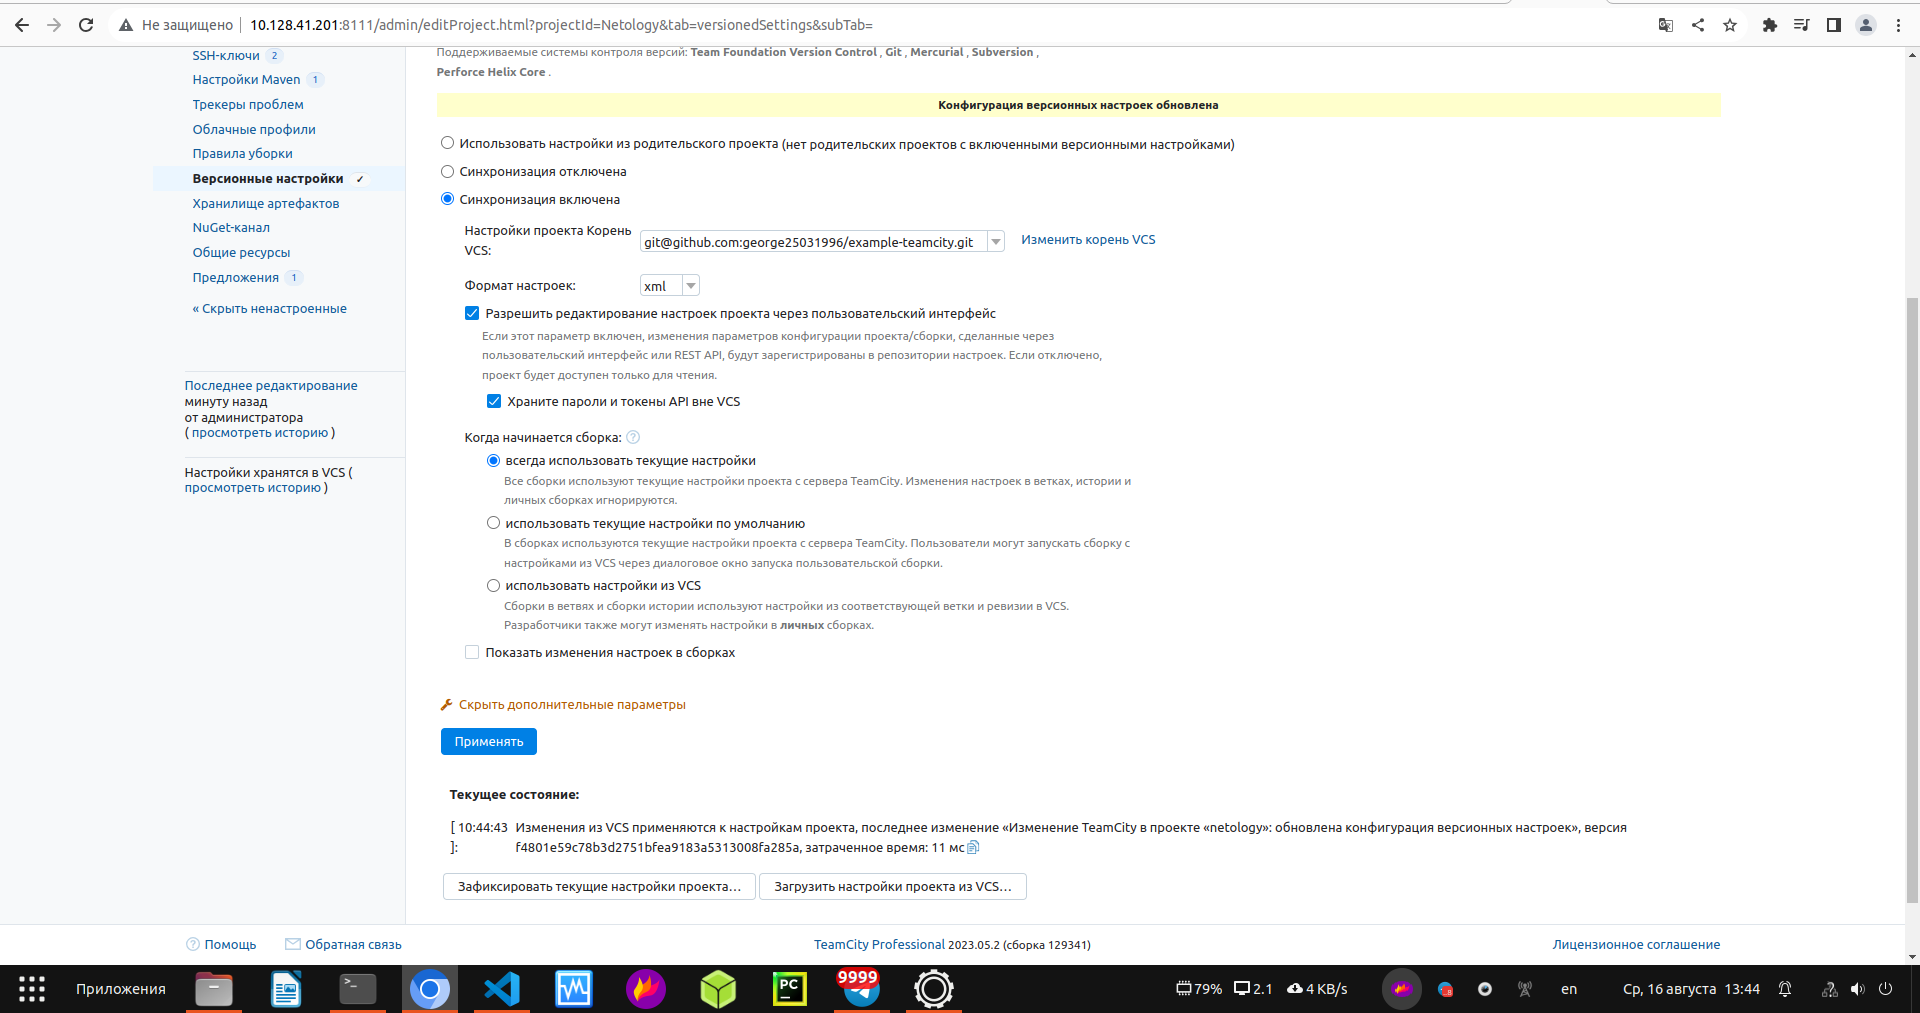 Не защищено
10.128.41.201:8111/admin/editProject.html?projectId=Netology&tab=versionedSettings&subTab=
SSH-ключи 2
Настройки Maven 1
Трекеры проблем
Облачные профили
Правила уборки
Версионные настройки ✓
Хранилище артефактов
NuGet-канал
Общие ресурсы
Предложения 1
« Скрыть ненастроенные
Последнее редактирование
минуту назад
от администратора
( просмотреть историю )
Настройки хранятся в VCS (
просмотреть историю )
Поддерживаемые системы контроля версий: Team Foundation Version Control , Git , Mercurial , Subversion ,
Perforce Helix Core .
Конфигурация версионных настроек обновлена
Использовать настройки из родительского проекта (нет родительских проектов с включенными версионными настройками)
Синхронизация отключена
Синхронизация включена
Настройки проекта Корень
VCS:
git@github.com:george25031996/example-teamcity.git
Изменить корень VCS
Формат настроек:
xml
Разрешить редактирование настроек проекта через пользовательский интерфейс
Если этот параметр включен, изменения параметров конфигурации проекта/сборки, сделанные через
пользовательский интерфейс или REST API, будут зарегистрированы в репозитории настроек. Если отключено,
проект будет доступен только для чтения.
Храните пароли и токены API вне VCS
Когда начинается сборка: ?
всегда использовать текущие настройки
Все сборки используют текущие настройки проекта с сервера TeamCity. Изменения настроек в ветках, истории и
личных сборках игнорируются.
использовать текущие настройки по умолчанию
В сборках используются текущие настройки проекта с сервера TeamCity. Пользователи могут запускать сборку с
настройками из VCS через диалоговое окно запуска пользовательской сборки.
использовать настройки из VCS
Сборки в ветвях и сборки истории используют настройки из соответствующей ветки и ревизии в VCS.
Разработчики также могут изменять настройки в личных сборках.
Показать изменения настроек в сборках
Скрыть дополнительные параметры
Применять
Текущее состояние:
[ 10:44:43 Изменения из VCS применяются к настройкам проекта, последнее изменение «Изменение TeamCity в проекте «netology»: обновлена конфигурация версионных настроек», версия
]: f4801e59c78b3d2751bfea9183a5313008fa285a, затраченное время: 11 мс
Зафиксировать текущие настройки проекта…
Загрузить настройки проекта из VCS…
? Помощь
Обратная связь
TeamCity Professional 2023.05.2 (сборка 129341)
Лицензионное соглашение
Приложения
>_
PC
9999
79%
2.1
4 KB/s
8
en
Ср, 16 августа 13:44